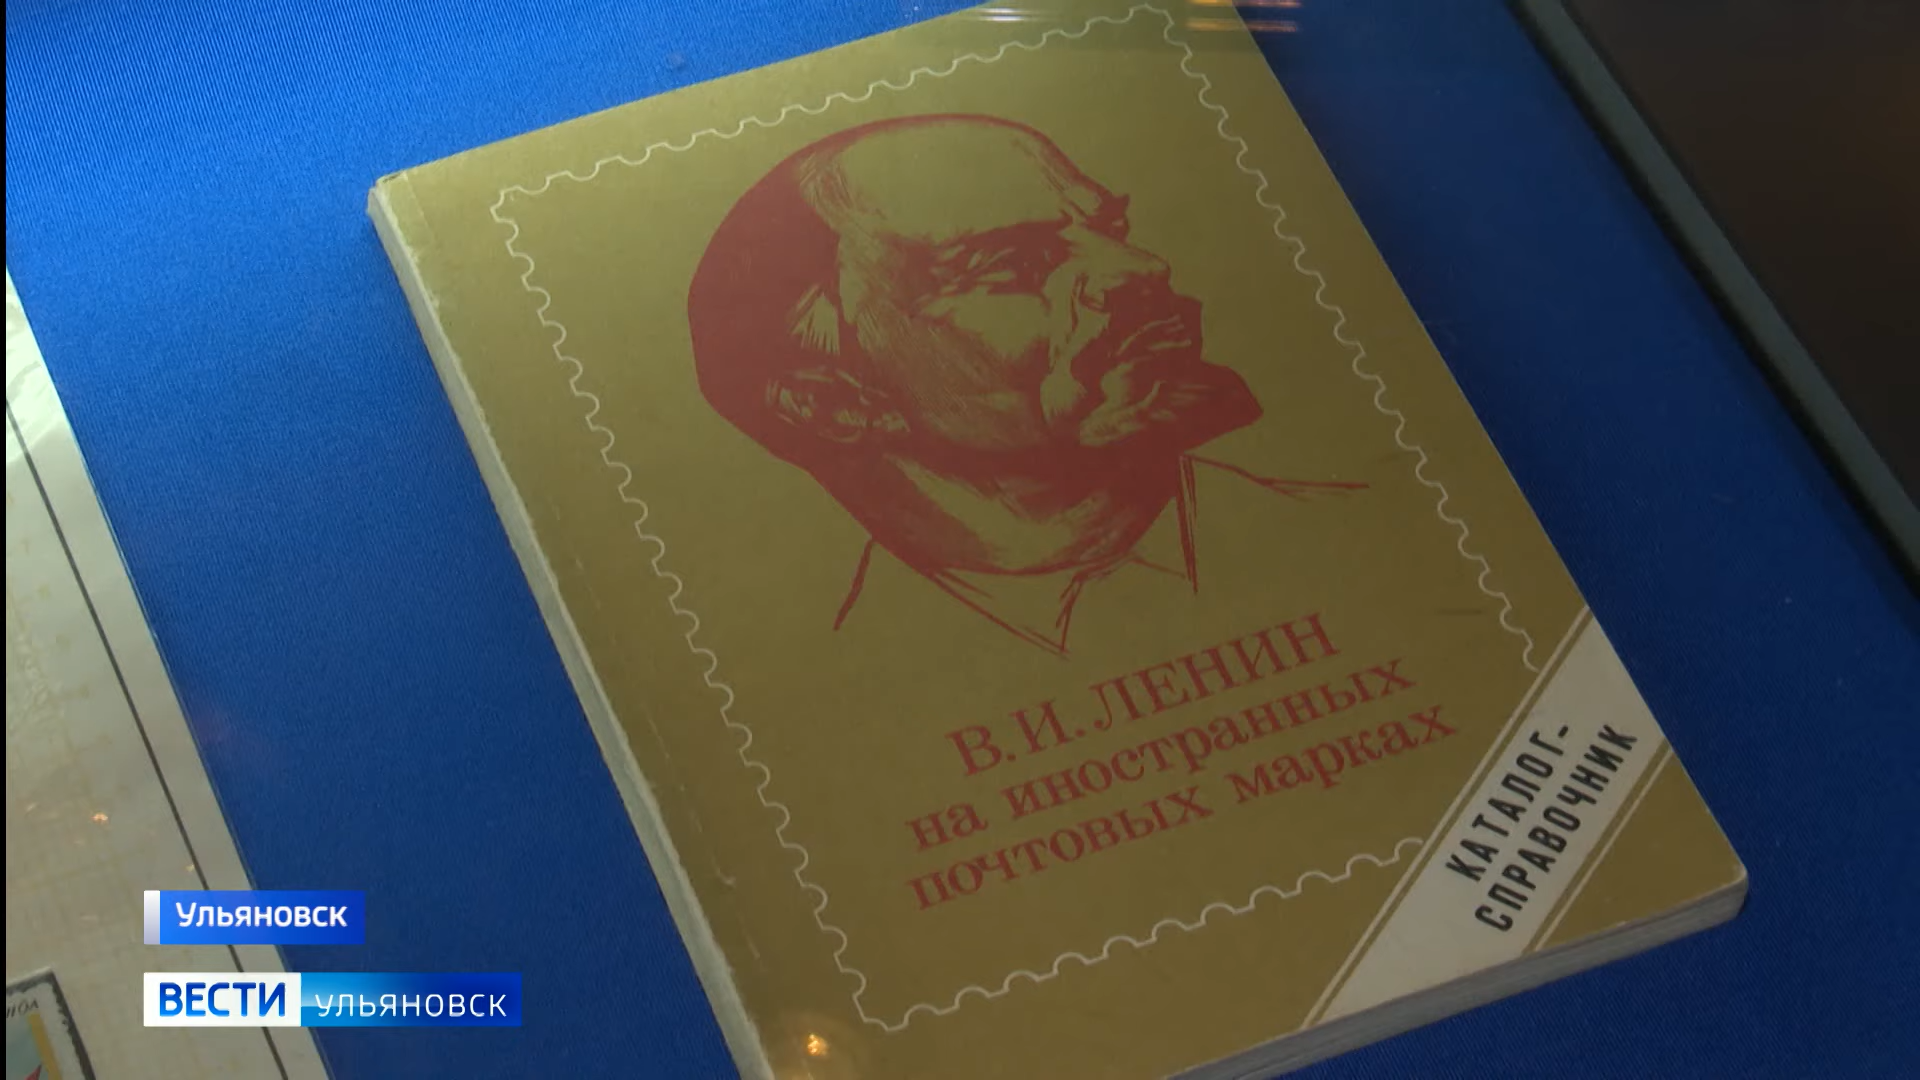 В. И. ЛЕНИН
на иностранных
почтовых марках
КАТАЛОГ-
СПРАВОЧНИК
УЛЬЯНОВСК
ВЕСТИ УЛЬЯНОВСК